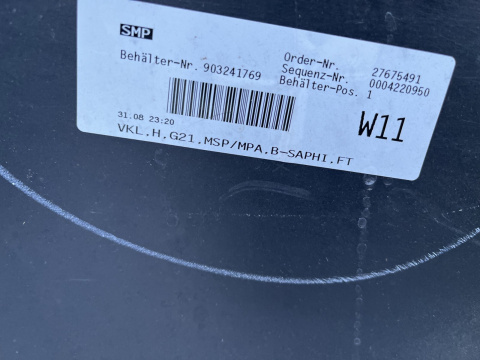 SMP
Order-Nr. 27675491
Behälter-Nr. 903241769 Sequenz-Nr. 0004220950
Behälter-Pos. 1
31.08 23:20
W11
VKL.H,G21,MSP/MPA,B-SAPHI,FT